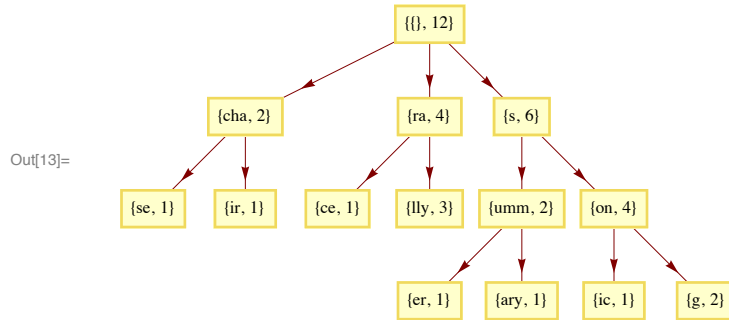 {{}, 12}
{cha, 2} {ra, 4} {s, 6}
Out[13]=
{se, 1} {ir, 1} {ce, 1} {lly, 3} {umm, 2} {on, 4}
{er, 1} {ary, 1} {ic, 1} {g, 2}